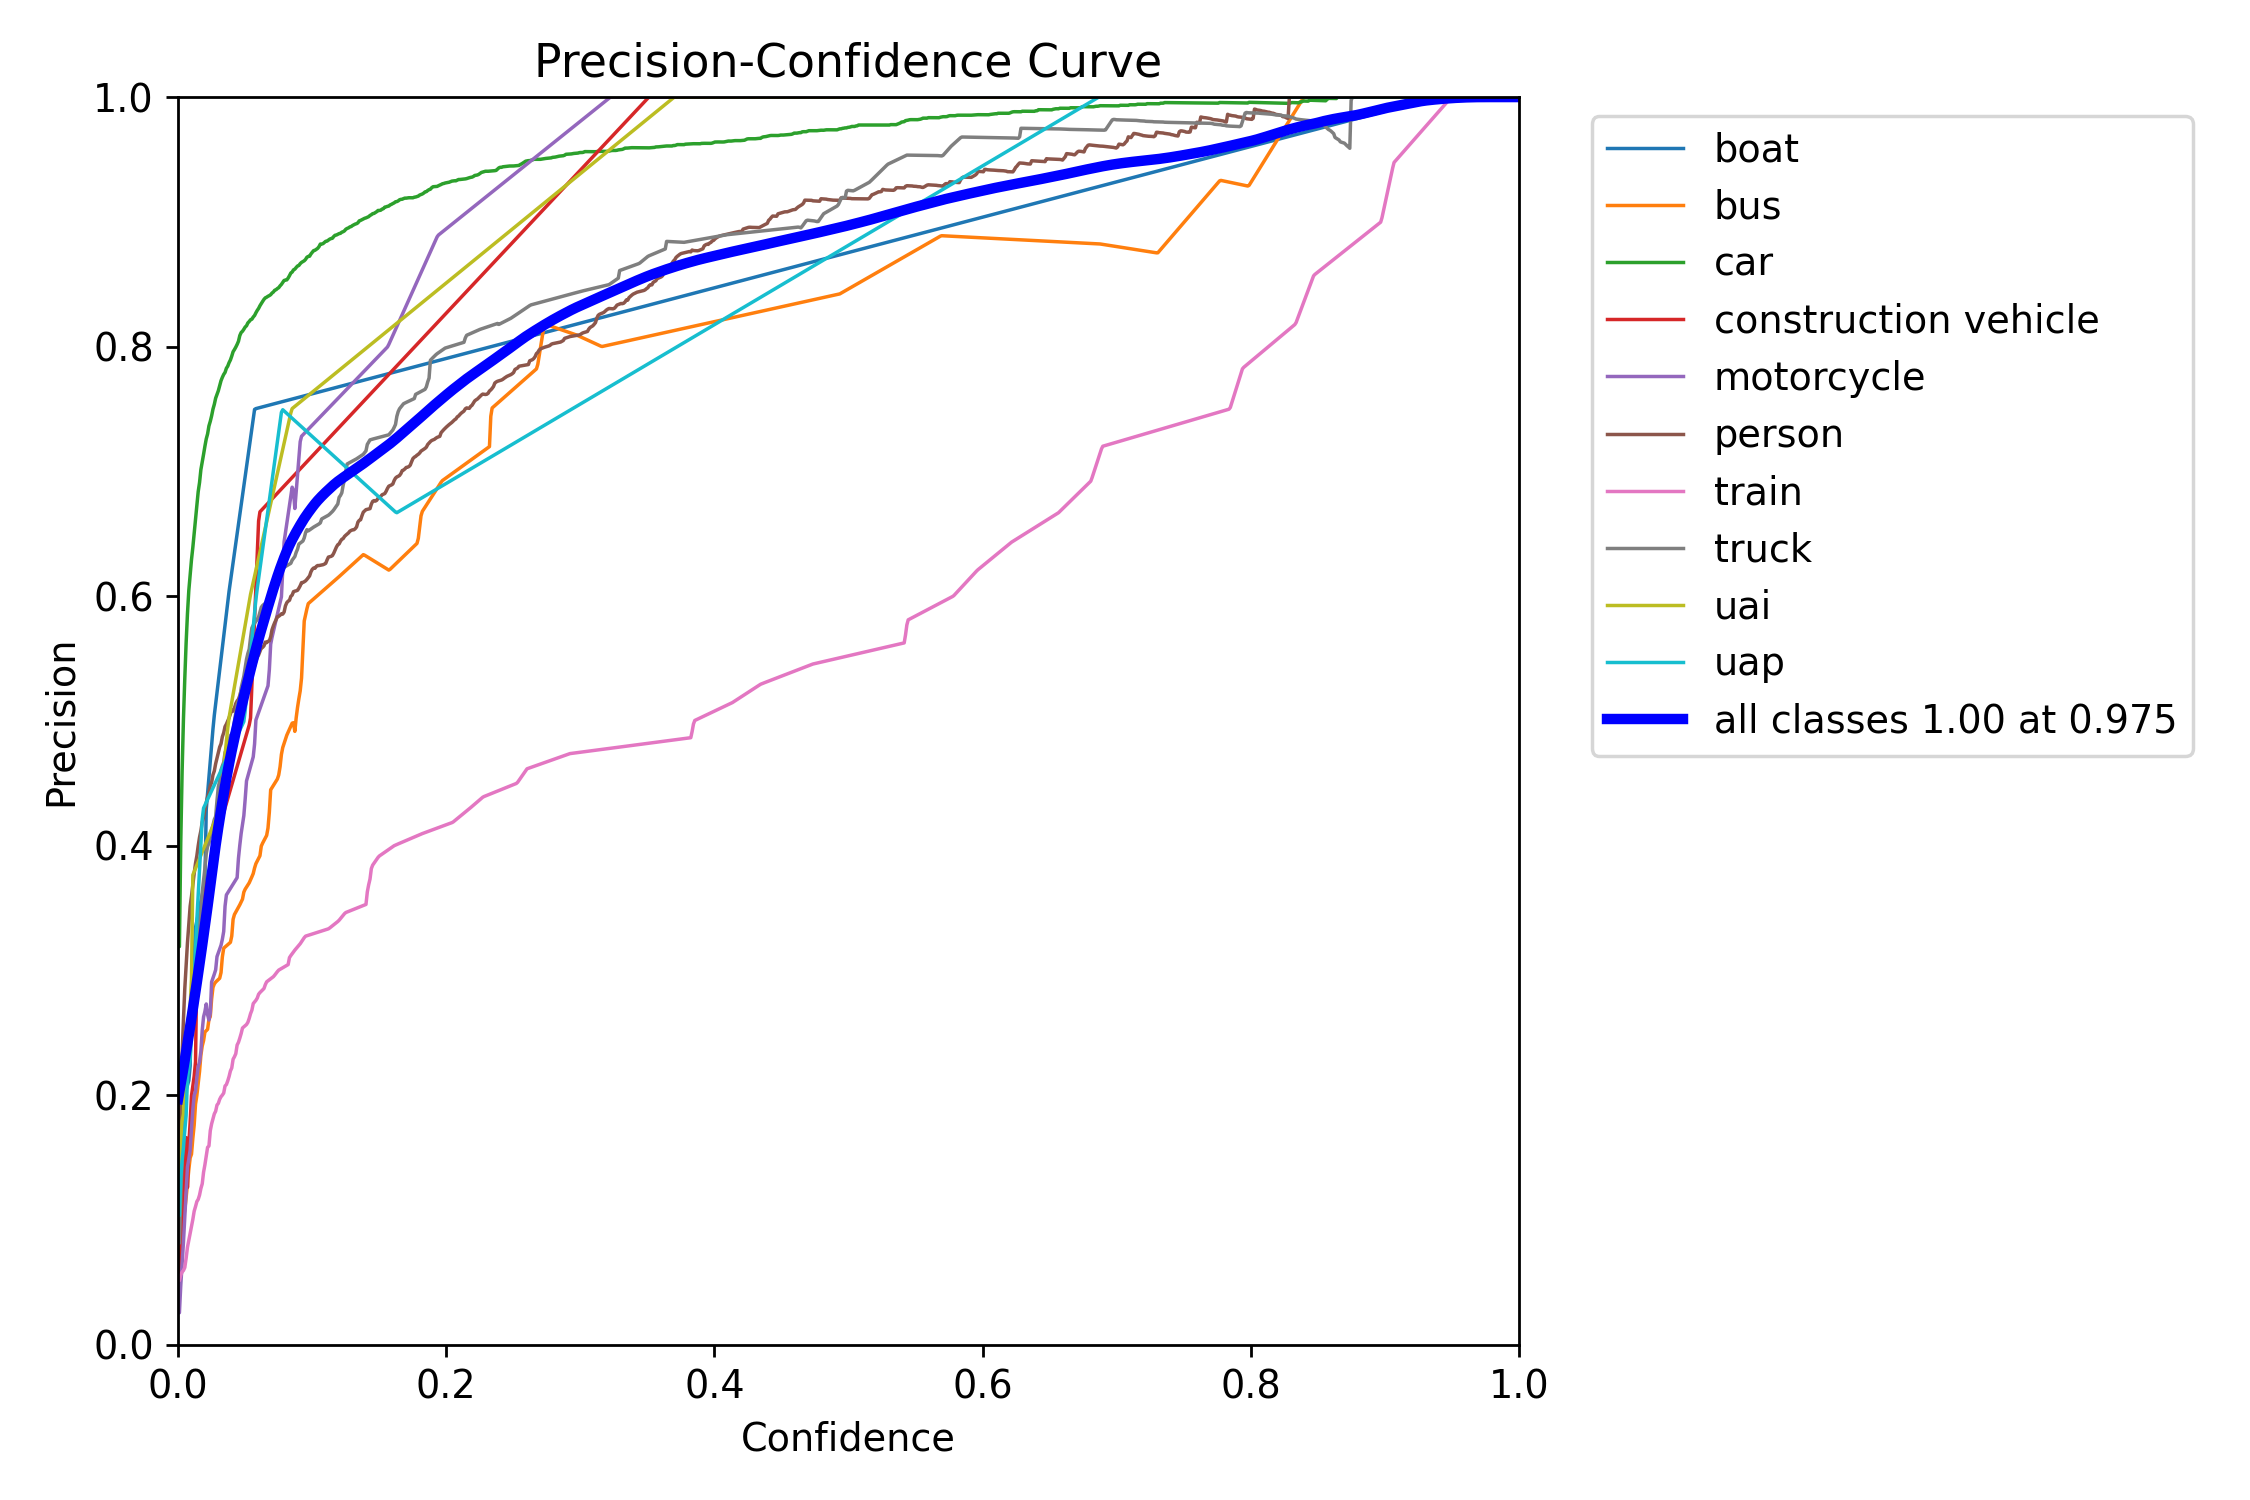 Precision-Confidence Curve
1.0
0.8
0.6
0.4
0.2
0.0
Precision
0.0 0.2 0.4 0.6 0.8 1.0
Confidence
boat
bus
car
construction vehicle
motorcycle
person
train
truck
uai
uap
all classes 1.00 at 0.975